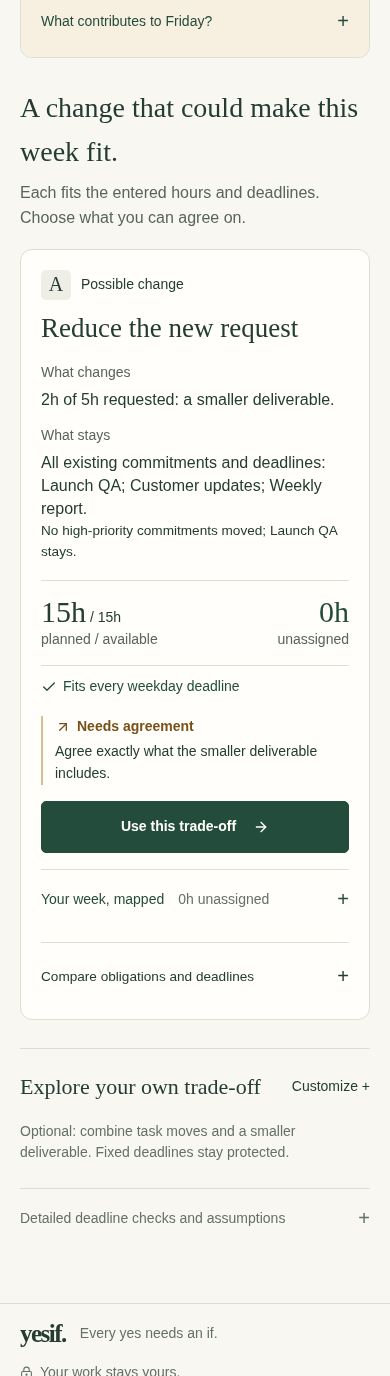 What contributes to Friday? +
A change that could make this
week fit.
Each fits the entered hours and deadlines.
Choose what you can agree on.
A Possible change
Reduce the new request
What changes
2h of 5h requested: a smaller deliverable.
What stays
All existing commitments and deadlines:
Launch QA; Customer updates; Weekly
report.
No high-priority commitments moved; Launch QA
stays.
15h / 15h 0h
planned / available unassigned
Fits every weekday deadline
Needs agreement
Agree exactly what the smaller deliverable
includes.
Use this trade-off →
Your week, mapped 0h unassigned +
Compare obligations and deadlines +
Explore your own trade-off Customize +
Optional: combine task moves and a smaller
deliverable. Fixed deadlines stay protected.
Detailed deadline checks and assumptions +
yesif. Every yes needs an if.
Your work stays yours.